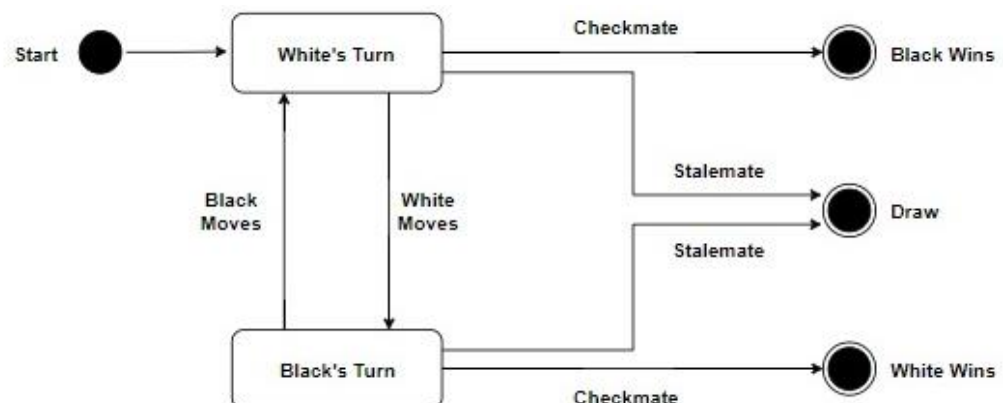 Checkmate
Start
White's Turn
Black Wins
Stalemate
Black
Moves
White
Moves
Draw
Stalemate
Black's Turn
White Wins
Checkmate